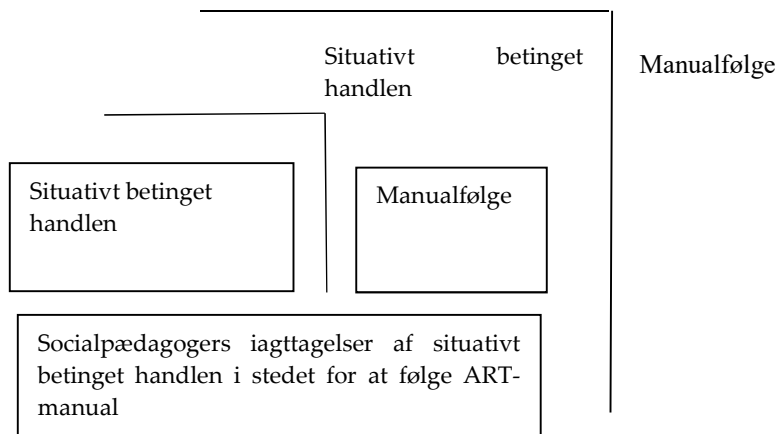 Situativt betinget
handlen
Manualfølge
Situativt betinget
handlen
Manualfølge
Socialpædagogers iagttagelser af situativt
betinget handlen i stedet for at følge ART-
manual